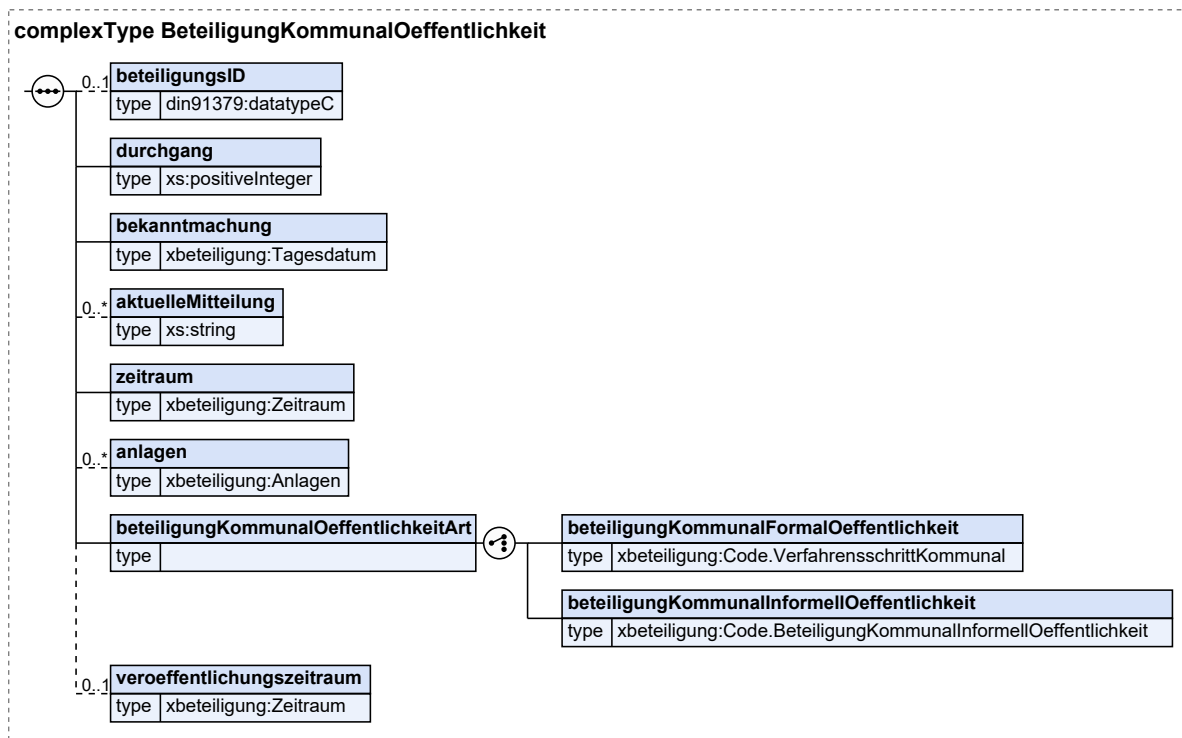 complexType BeteiligungKommunalOeffentlichkeit
0..1 beteiligungsID
type din91379:datatypeC
durchgang
type xs:positiveInteger
bekanntmachung
type xbeteiligung:Tagesdatum
0..* aktuelleMitteilung
type xs:string
zeitraum
type xbeteiligung:Zeitraum
0..* anlagen
type xbeteiligung:Anlagen
beteiligungKommunalOeffentlichkeitArt
type
beteiligungKommunalFormalOeffentlichkeit
type xbeteiligung:Code.VerfahrensschrittKommunal
beteiligungKommunalInformellOeffentlichkeit
type xbeteiligung:Code.BeteiligungKommunalInformellOeffentlichkeit
0..1 veroeffentlichungszeitraum
type xbeteiligung:Zeitraum